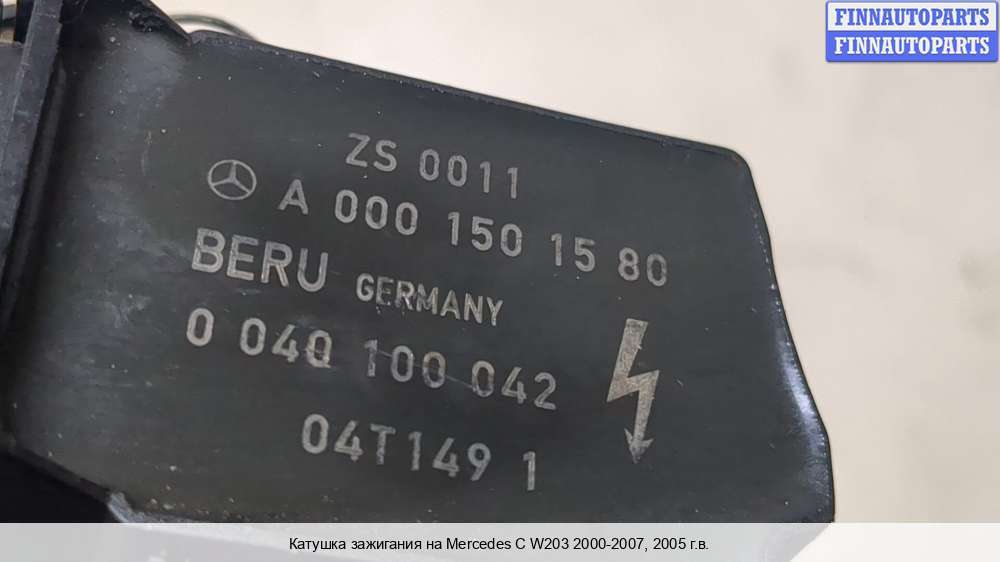 FINNAUTOPARTS
FINNAUTOPARTS
ZS 0011
A 000 150 15 80
BERU GERMANY
0 040 100 042
04T149 1
Катушка зажигания на Mercedes C W203 2000-2007, 2005 г.в.